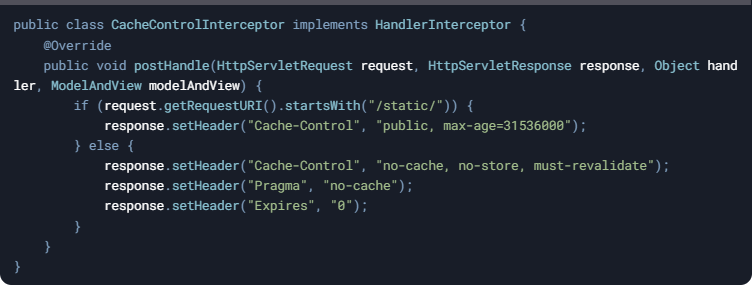 public class CacheControlInterceptor implements HandlerInterceptor {
    @Override
    public void postHandle(HttpServletRequest request, HttpServletResponse response, Object hand
ler, ModelAndView modelAndView) {
        if (request.getRequestURI().startsWith("/static/")) {
            response.setHeader("Cache-Control", "public, max-age=31536000");
        } else {
            response.setHeader("Cache-Control", "no-cache, no-store, must-revalidate");
            response.setHeader("Pragma", "no-cache");
            response.setHeader("Expires", "0");
        }
    }
}